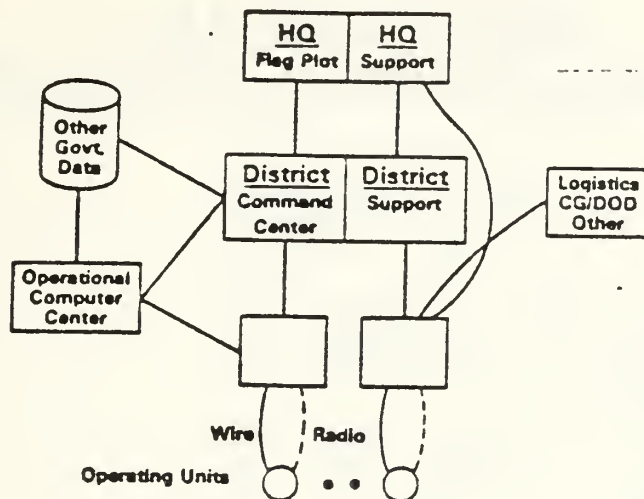 HQ
Flag Plot
HQ
Support
Other
Govt.
Data
District
Command
Center
District
Support
Logistics
CG/DOD
Other
Operational
Computer
Center
Wire
Radio
Operating Units